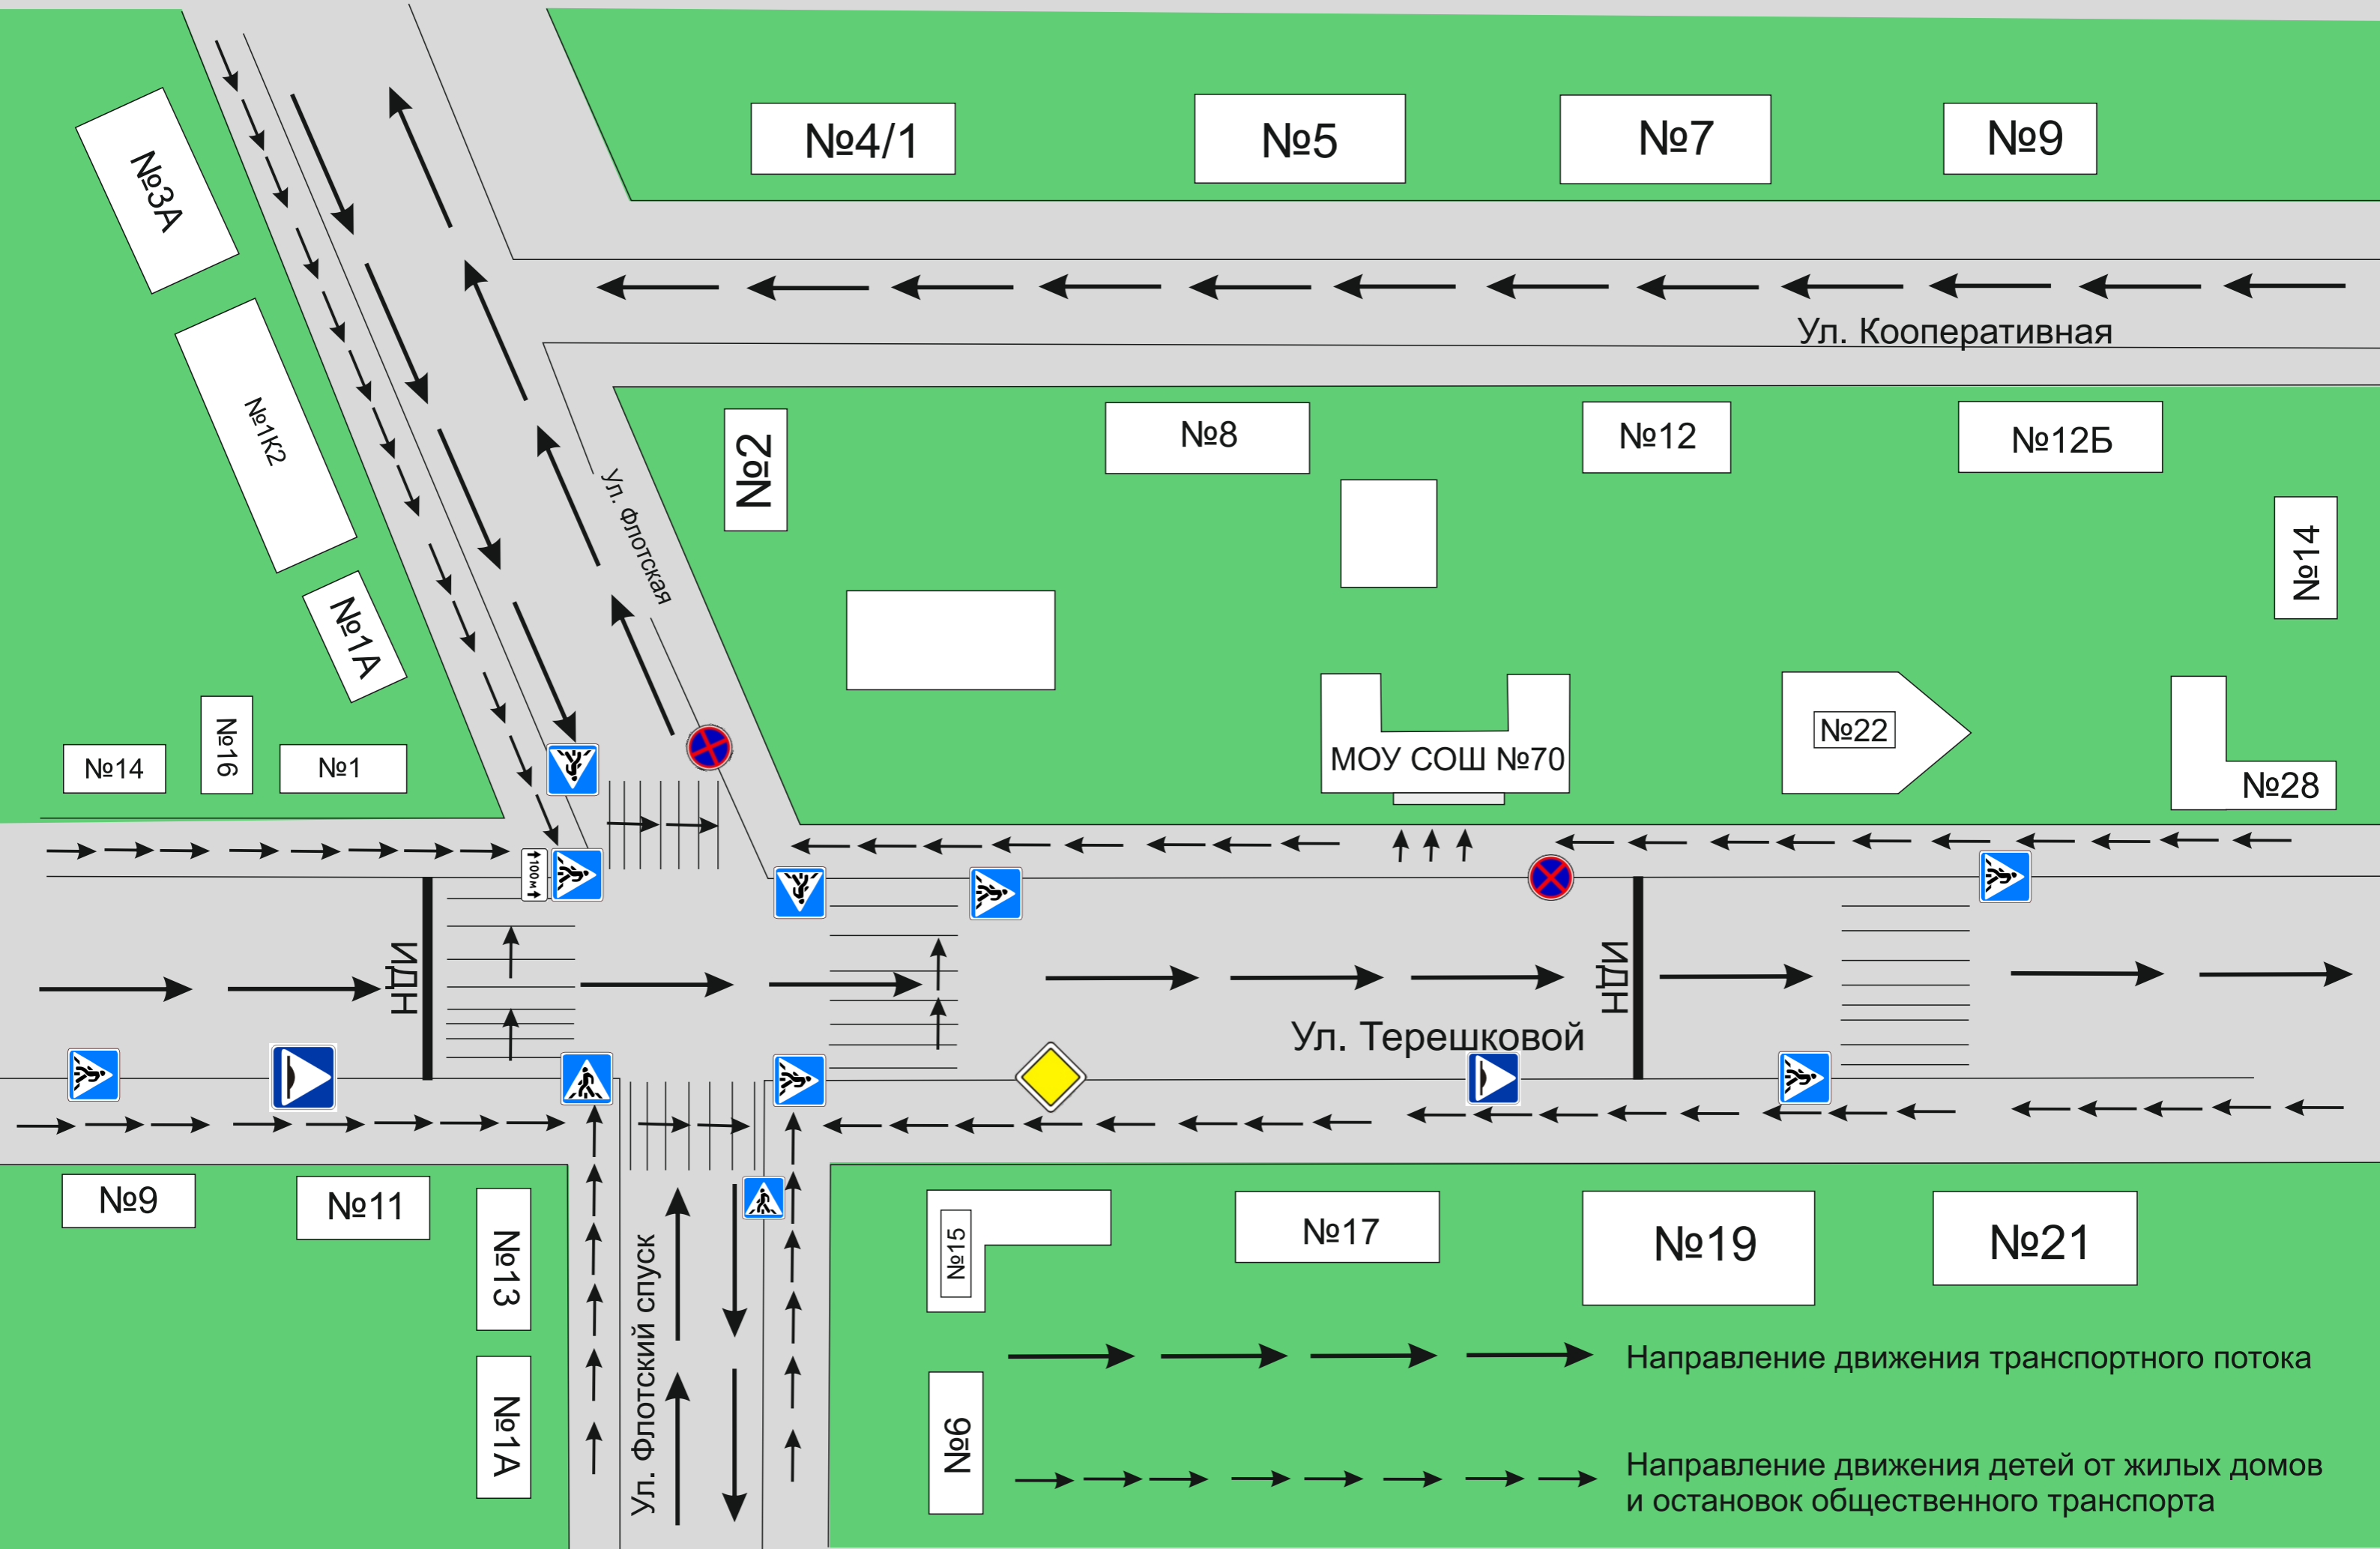 №4/1
№5
№7
№9
№3А
Ул. Кооперативная
№1К2
№2
№8
№12
№12Б
Ул. Флотская
№14
№1А
№14
№16
№1
МОУ СОШ №70
№22
№28
100 м
НДИ
НДИ
Ул. Терешковой
№9
№11
№13
Ул. Флотский спуск
№15
№17
№19
№21
№1А
№6
Направление движения транспортного потока
Направление движения детей от жилых домов
и остановок общественного транспорта